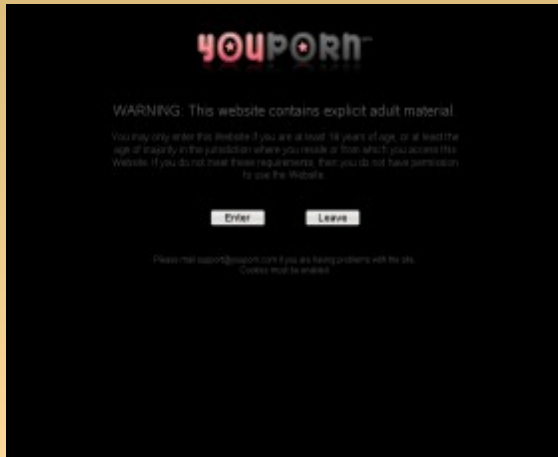 YOUPORN
WARNING: This website contains explicit adult material.
You may only enter this Website if you are at least 18 years of age, or at least the
age of majority in the jurisdiction where you reside or from which you access this
Website. If you do not meet these requirements, then you do not have permission
to use the Website.
Enter
Leave
Please mail support@youporn.com if you are having problems with the site.
Cookies must be enabled.